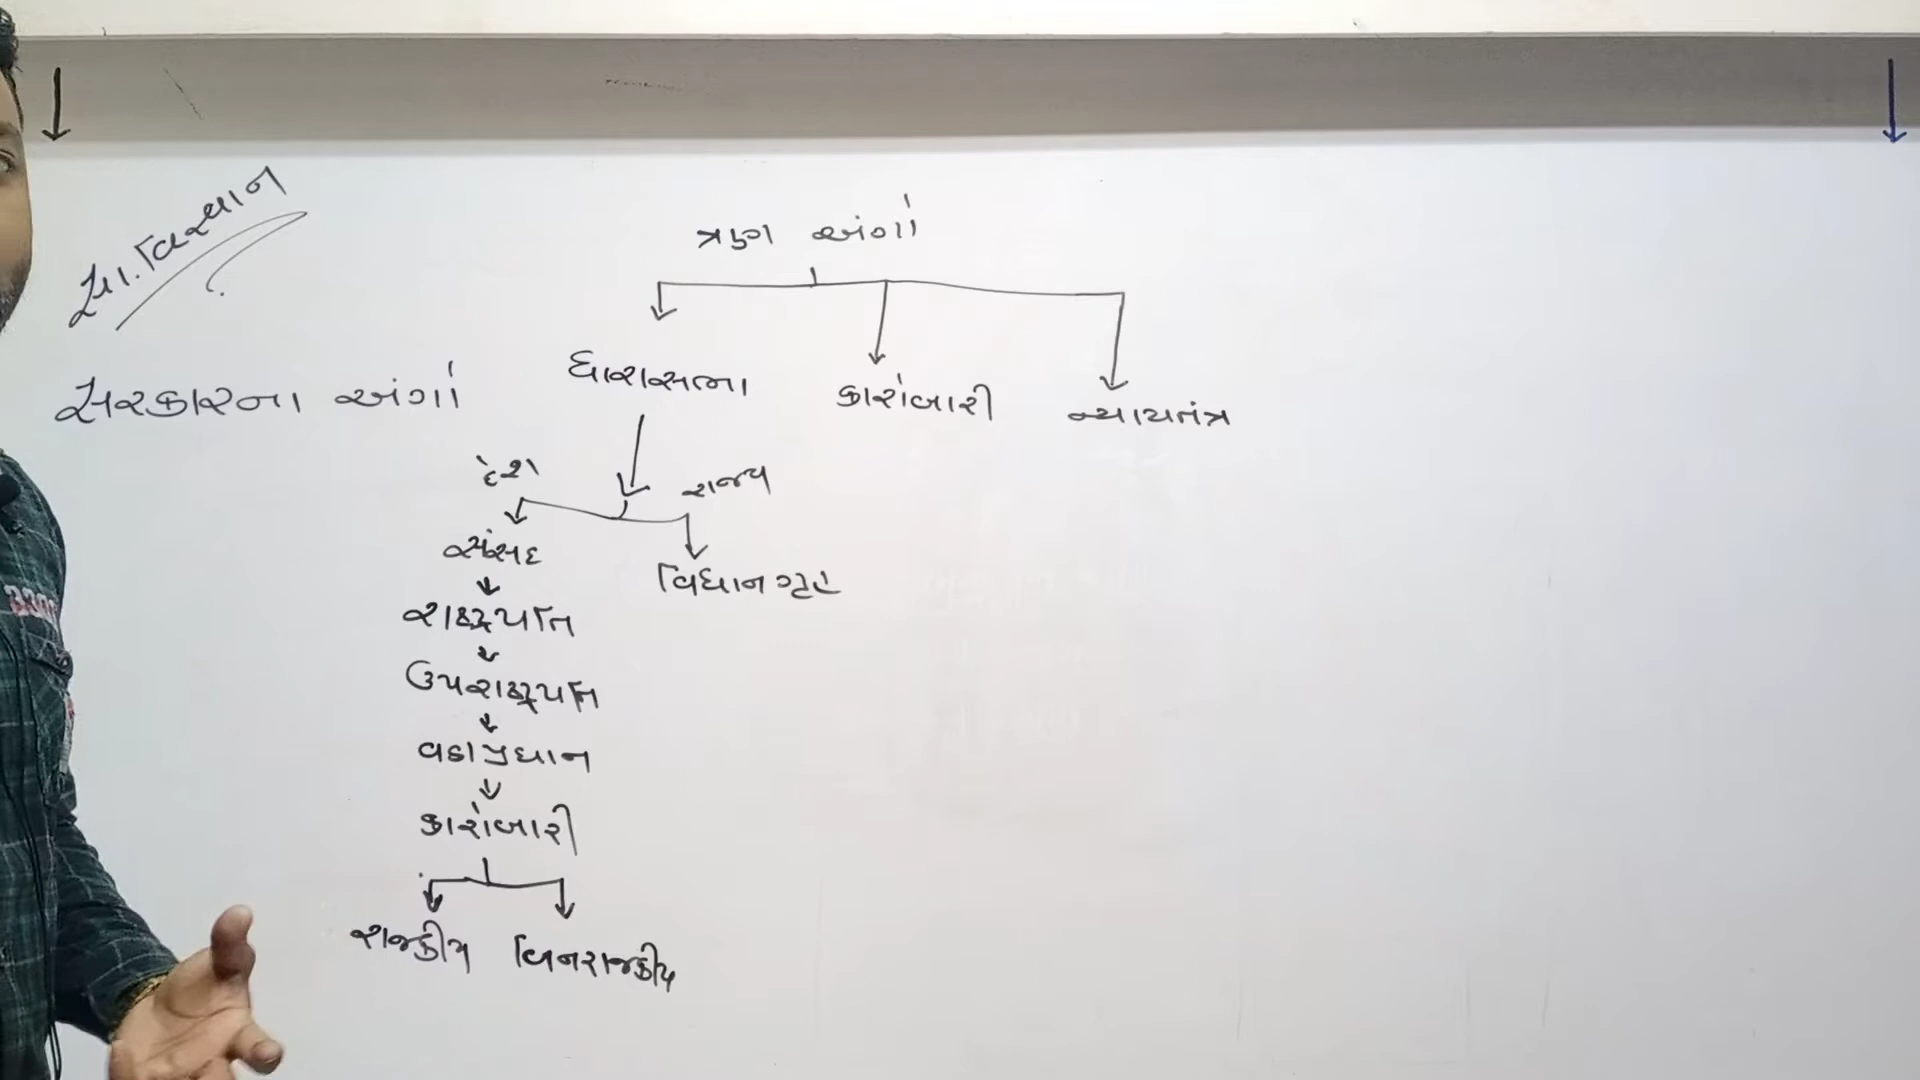 સા. વિજ્ઞાન
ત્રણ અંગો
સરકારના અંગો
ધારાસભા કારોબારી ન્યાયતંત્ર
દેશ રાજ્ય
સંસદ વિધાનગૃહ
રાષ્ટ્રપતિ
ઉપરાષ્ટ્રપતિ
વડાપ્રધાન
કારોબારી
રાજકીય બિનરાજકીય